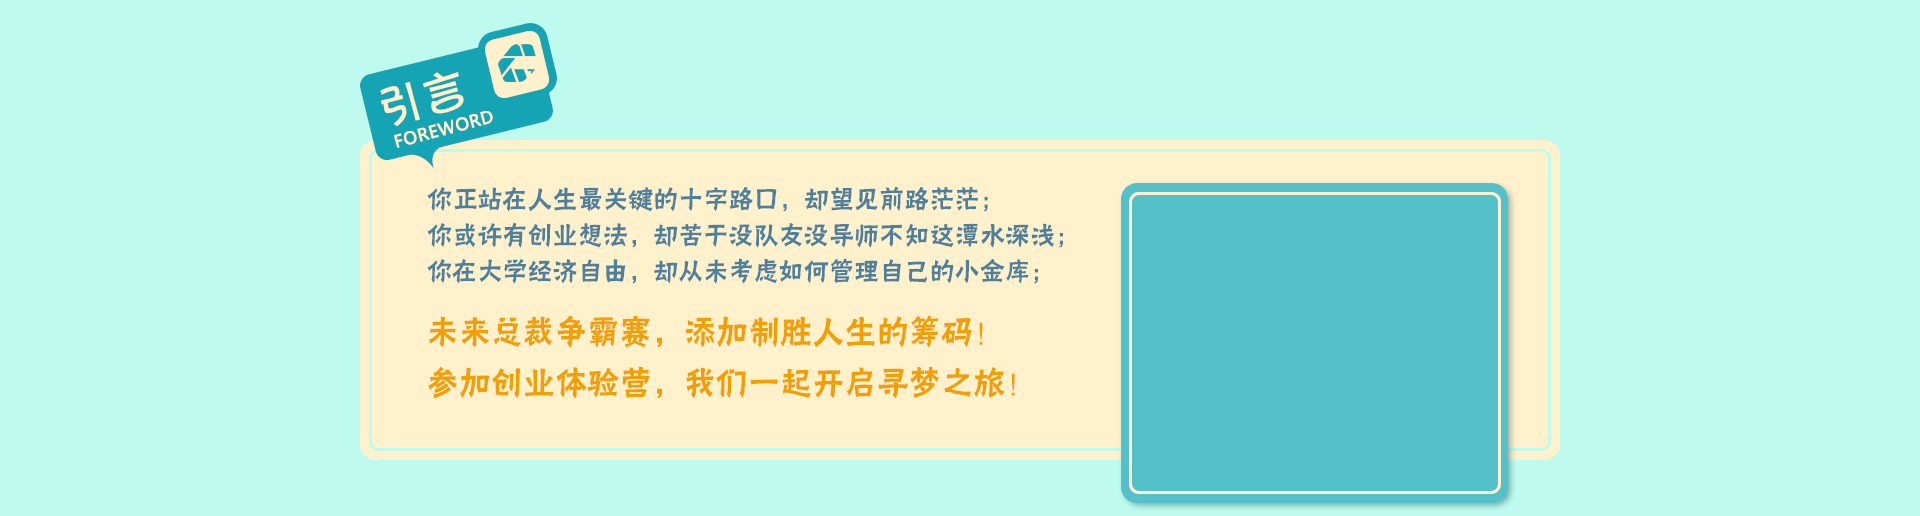 引言
FOREWORD
你正站在人生最关键的十字路口，却望见前路茫茫；
你或许有创业想法，却苦于没队友没导师不知这潭水深浅；
你在大学经济自由，却从未考虑如何管理自己的小金库；
未来总裁争霸赛，添加制胜人生的筹码！
参加创业体验营，我们一起开启寻梦之旅！